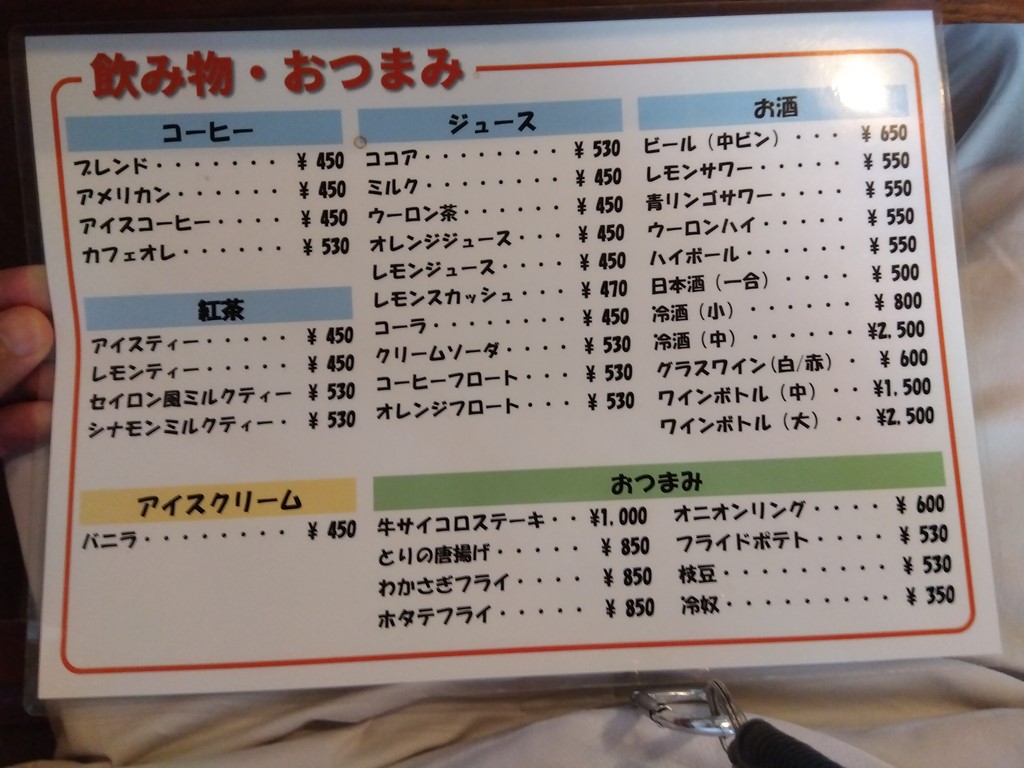 飲み物・おつまみ
コーヒー
ブレンド・・・・・・・ ¥ 450
アメリカン・・・・・・ ¥ 450
アイスコーヒー・・・・ ¥ 450
カフェオレ・・・・・・ ¥ 530
紅茶
アイスティー・・・・・ ¥ 450
レモンティー・・・・・ ¥ 450
セイロン風ミルクティー ¥ 530
シナモンミルクティー・ ¥ 530
アイスクリーム
バニラ・・・・・・・・ ¥ 450
ジュース
ココア・・・・・・・・ ¥ 530
ミルク・・・・・・・・ ¥ 450
ウーロン茶・・・・・・ ¥ 450
オレンジジュース・・・ ¥ 450
レモンジュース・・・・ ¥ 450
レモンスカッシュ・・・ ¥ 470
コーラ・・・・・・・・ ¥ 450
クリームソーダ・・・・ ¥ 530
コーヒーフロート・・・ ¥ 530
オレンジフロート・・・ ¥ 530
お酒
ビール（中ビン）・・・ ¥ 650
レモンサワー・・・・・ ¥ 550
青リンゴサワー・・・・ ¥ 550
ウーロンハイ・・・・・ ¥ 550
ハイボール・・・・・・ ¥ 550
日本酒（一合）・・・・ ¥ 500
冷酒（小）・・・・・・ ¥ 800
冷酒（中）・・・・・・ ¥2,500
グラスワイン(白/赤)・ ¥ 600
ワインボトル（中）・・ ¥1,500
ワインボトル（大）・・ ¥2,500
おつまみ
牛サイコロステーキ・・ ¥1,000
とりの唐揚げ・・・・・ ¥ 850
わかさぎフライ・・・・ ¥ 850
ホタテフライ・・・・・ ¥ 850
オニオンリング・・・・ ¥ 600
フライドポテト・・・・ ¥ 530
枝豆・・・・・・・・・ ¥ 530
冷奴・・・・・・・・・ ¥ 350